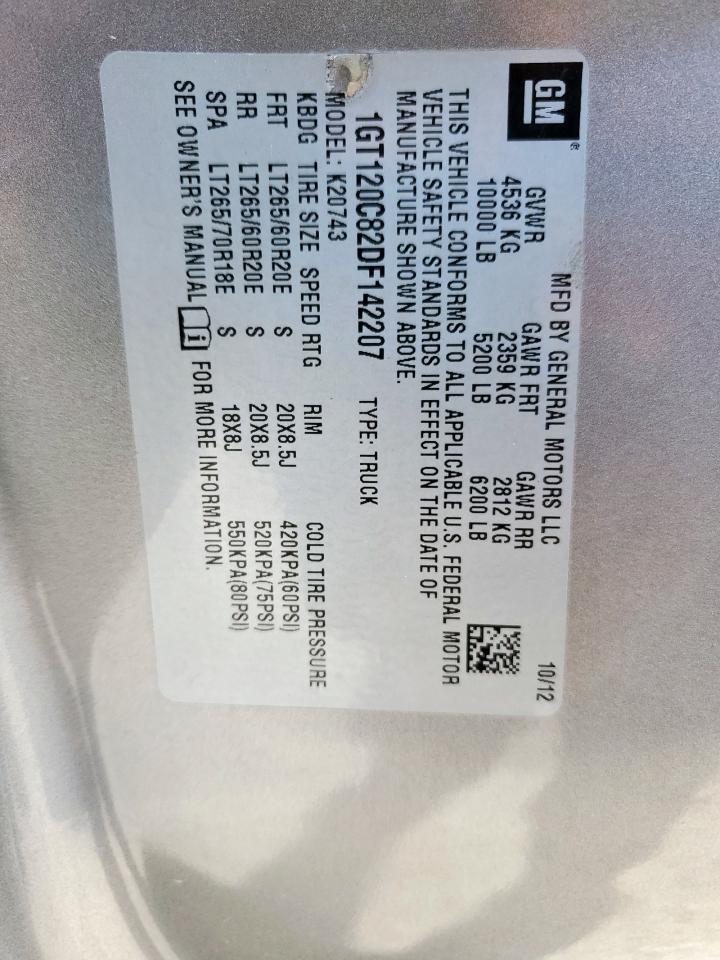 GM®
MFD BY GENERAL MOTORS LLC 10/12
GVWR GAWR FRT GAWR RR
4536 KG 2359 KG 2812 KG
10000 LB 5200 LB 6200 LB
THIS VEHICLE CONFORMS TO ALL APPLICABLE U.S. FEDERAL MOTOR
VEHICLE SAFETY STANDARDS IN EFFECT ON THE DATE OF
MANUFACTURE SHOWN ABOVE.
1GT120C82DF142207 TYPE: TRUCK
MODEL: K20743
KBDG TIRE SIZE SPEED RTG RIM COLD TIRE PRESSURE
FRT LT265/60R20E S 20X8.5J 420KPA(60PSI)
RR LT265/60R20E S 20X8.5J 520KPA(75PSI)
SPA LT265/70R18E S 18X8J 550KPA(80PSI)
SEE OWNER'S MANUAL i FOR MORE INFORMATION.